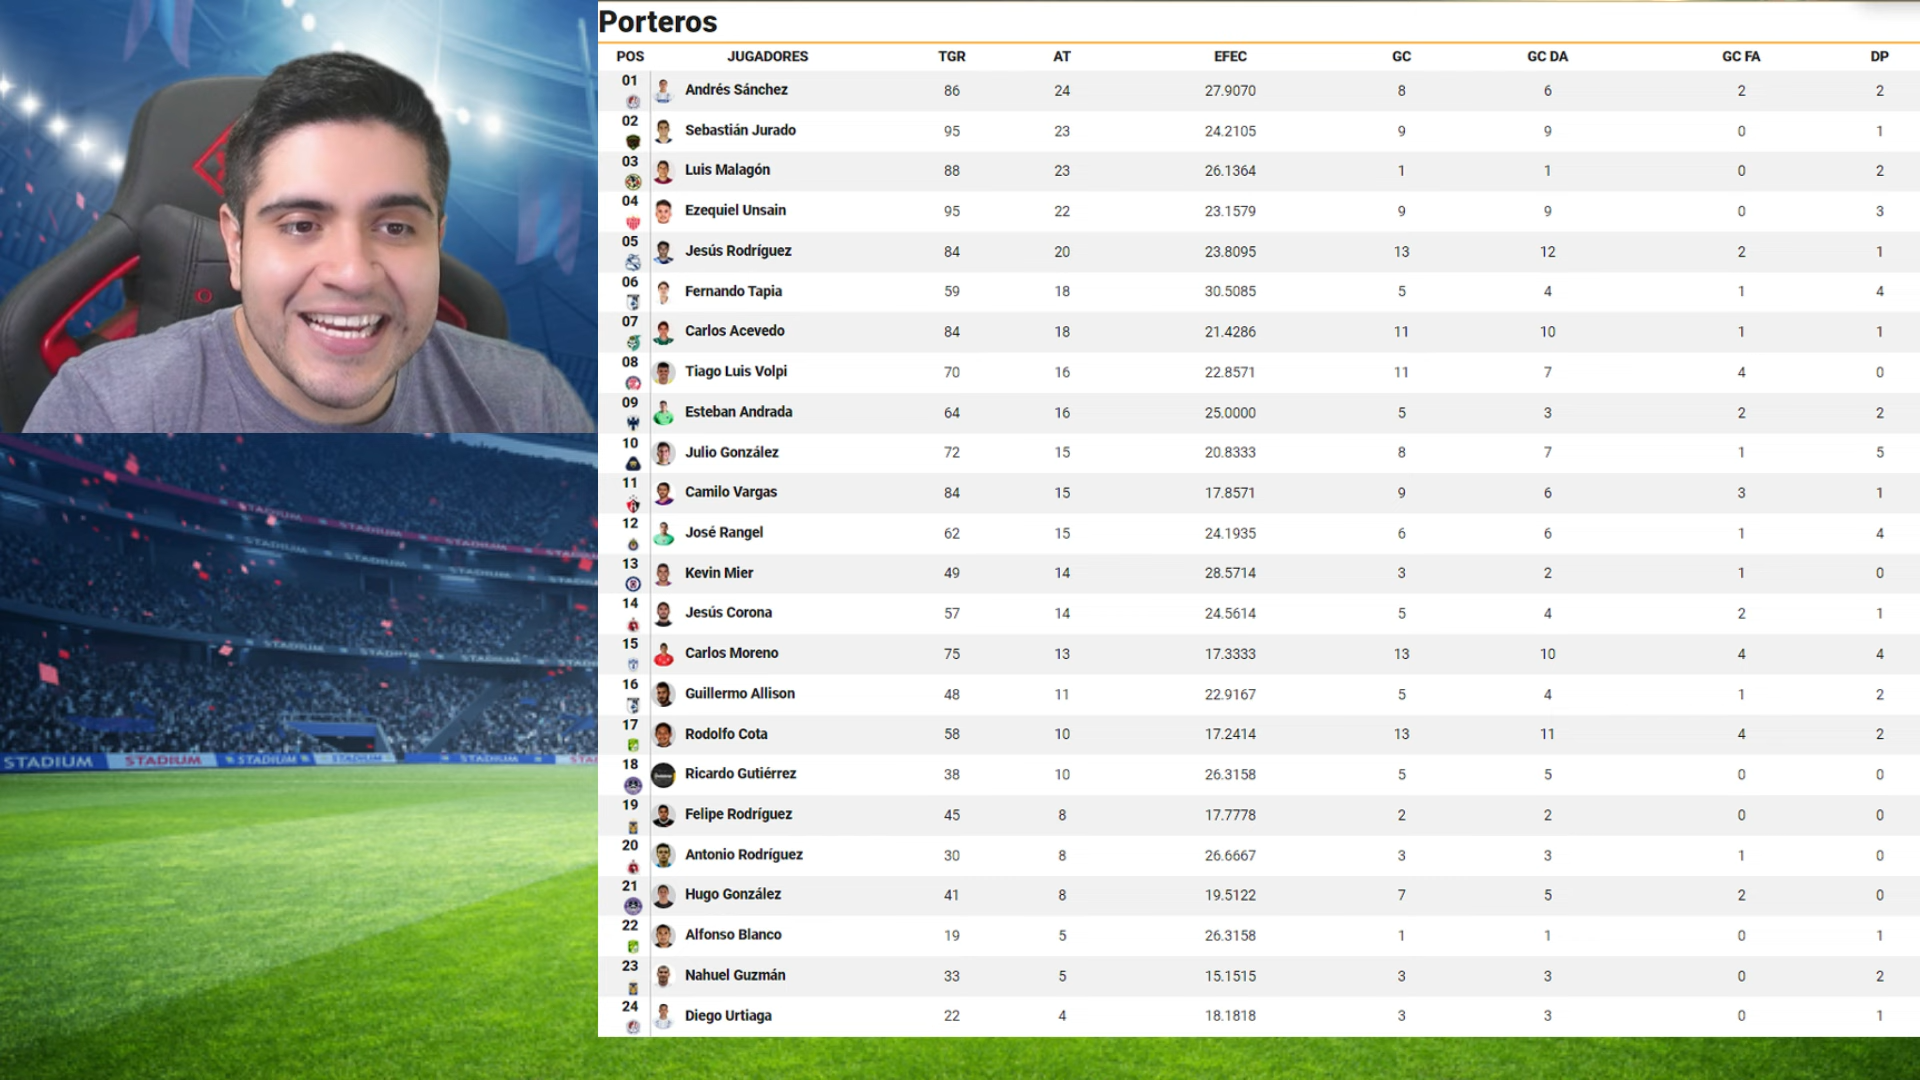 Porteros
POS JUGADORES TGR AT EFEC GC GC DA GC FA DP
01 Andrés Sánchez 86 24 27.9070 8 6 2 2
02 Sebastián Jurado 95 23 24.2105 9 9 0 1
03 Luis Malagón 88 23 26.1364 1 1 0 2
04 Ezequiel Unsain 95 22 23.1579 9 9 0 3
05 Jesús Rodríguez 84 20 23.8095 13 12 2 1
06 Fernando Tapia 59 18 30.5085 5 4 1 4
07 Carlos Acevedo 84 18 21.4286 11 10 1 1
08 Tiago Luis Volpi 70 16 22.8571 11 7 4 0
09 Esteban Andrada 64 16 25.0000 5 3 2 2
10 Julio González 72 15 20.8333 8 7 1 5
11 Camilo Vargas 84 15 17.8571 9 6 3 1
12 José Rangel 62 15 24.1935 6 6 1 4
13 Kevin Mier 49 14 28.5714 3 2 1 0
14 Jesús Corona 57 14 24.5614 5 4 2 1
15 Carlos Moreno 75 13 17.3333 13 10 4 4
16 Guillermo Allison 48 11 22.9167 5 4 1 2
17 Rodolfo Cota 58 10 17.2414 13 11 4 2
18 Ricardo Gutiérrez 38 10 26.3158 5 5 0 0
19 Felipe Rodríguez 45 8 17.7778 2 2 0 0
20 Antonio Rodríguez 30 8 26.6667 3 3 1 0
21 Hugo González 41 8 19.5122 7 5 2 0
22 Alfonso Blanco 19 5 26.3158 1 1 0 1
23 Nahuel Guzmán 33 5 15.1515 3 3 0 2
24 Diego Urtiaga 22 4 18.1818 3 3 0 1
STADIUM STADIUM STADIUM STADIUM
STADIUM STADIUM STADIUM STADIUM
STADIUM STADIUM STADIUM STADIUM STADIUM